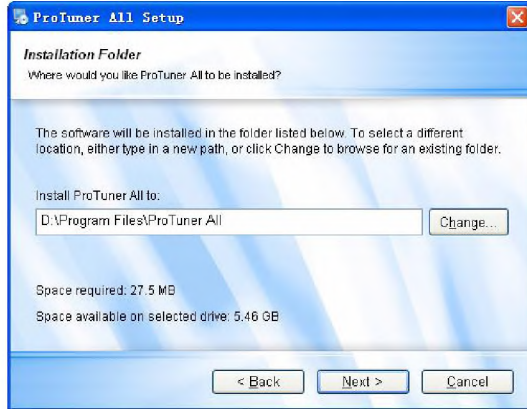 ProTuner All Setup
Installation Folder
Where would you like ProTuner All to be installed?
The software will be installed in the folder listed below. To select a different
location, either type in a new path, or click Change to browse for an existing folder.
Install ProTuner All to:
D:\Program Files\ProTuner All
Change...
Space required: 27.5 MB
Space available on selected drive: 5.46 GB
< Back
Next >
Cancel